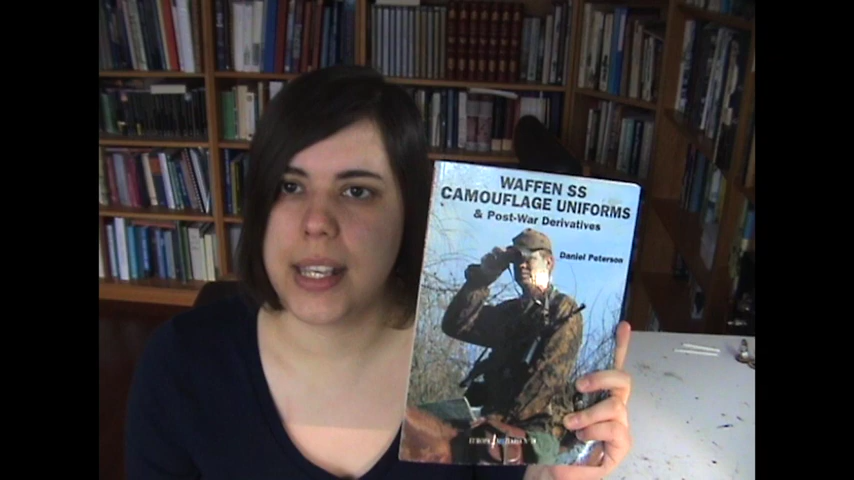 WAFFEN SS
CAMOUFLAGE UNIFORMS
& Post-War Derivatives
Daniel Peterson